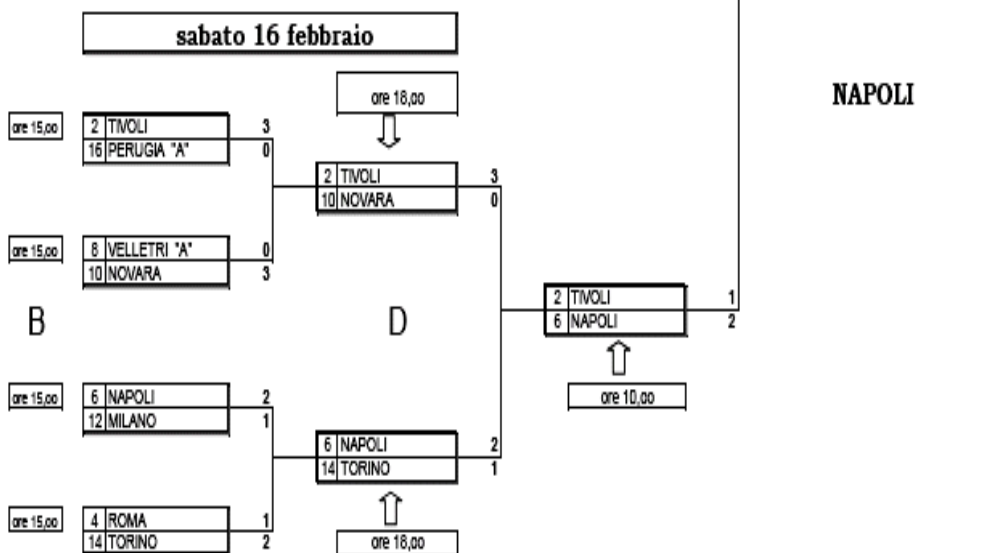 sabato 16 febbraio
NAPOLI
ore 18,00
ore 15,00
2 TIVOLI 3
16 PERUGIA "A" 0
2 TIVOLI 3
10 NOVARA 0
ore 15,00
8 VELLETRI "A" 0
10 NOVARA 3
B
D
2 TIVOLI 1
6 NAPOLI 2
ore 10,00
ore 15,00
6 NAPOLI 2
12 MILANO 1
6 NAPOLI 2
14 TORINO 1
ore 15,00
4 ROMA 1
14 TORINO 2
ore 18,00